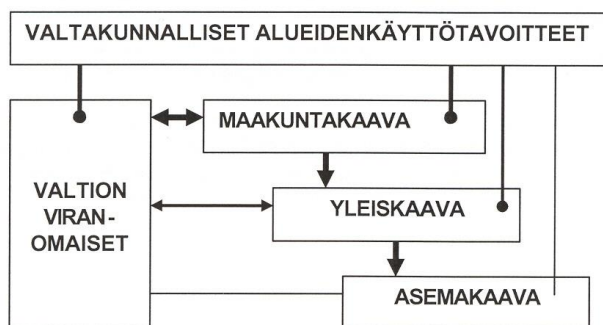 VALTAKUNNALLISET ALUEIDENKÄYTTÖTAVOITTEET
MAAKUNTAKAAVA
VALTION
VIRAN-
OMAISET
YLEISKAAVA
ASEMAKAAVA